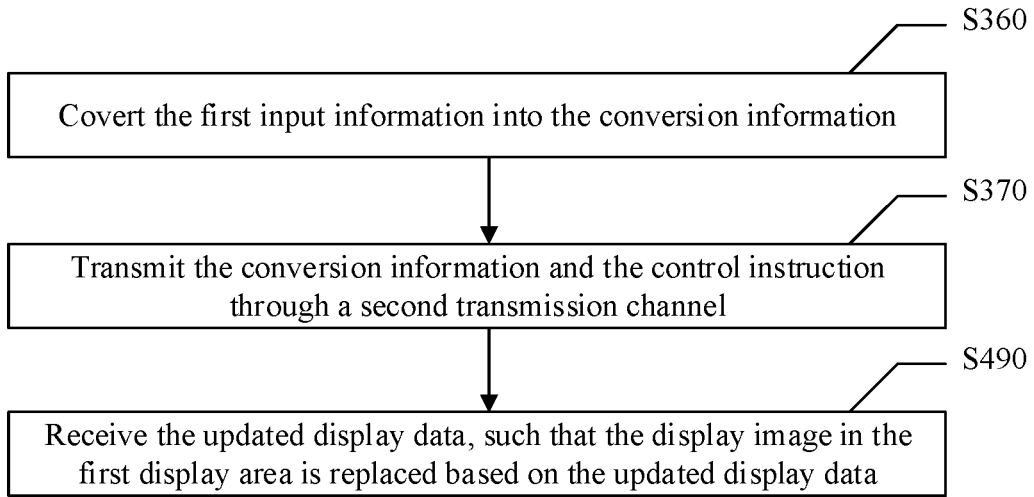 S360
Covert the first input information into the conversion information
S370
Transmit the conversion information and the control instruction
through a second transmission channel
S490
Receive the updated display data, such that the display image in the
first display area is replaced based on the updated display data